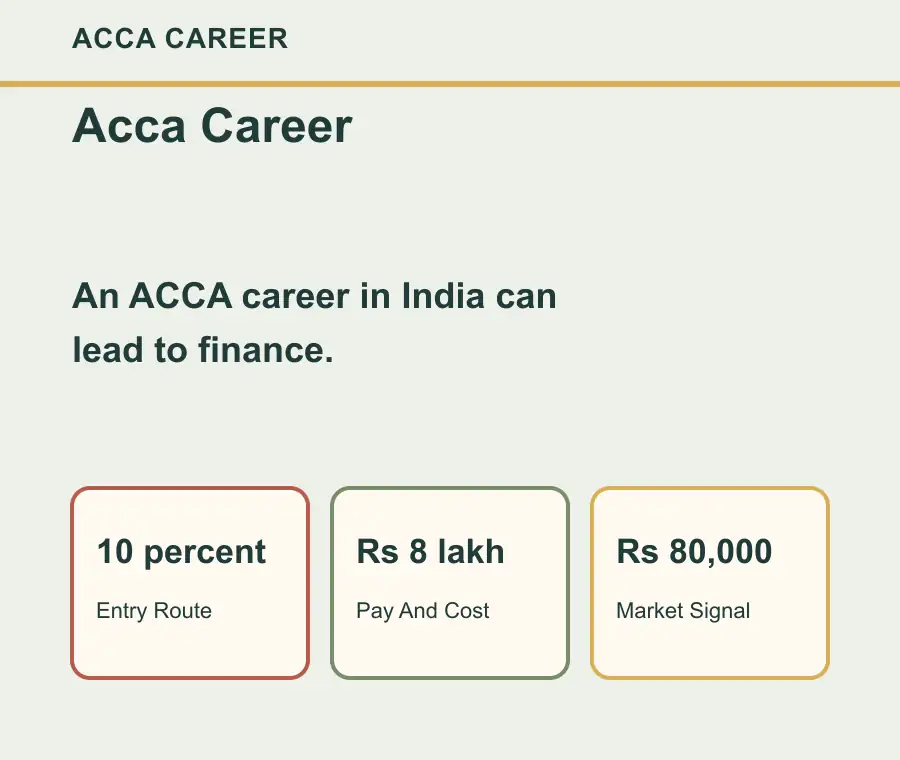 ACCA CAREER
Acca Career
An ACCA career in India can
lead to finance.
10 percent
Entry Route
Rs 8 lakh
Pay And Cost
Rs 80,000
Market Signal